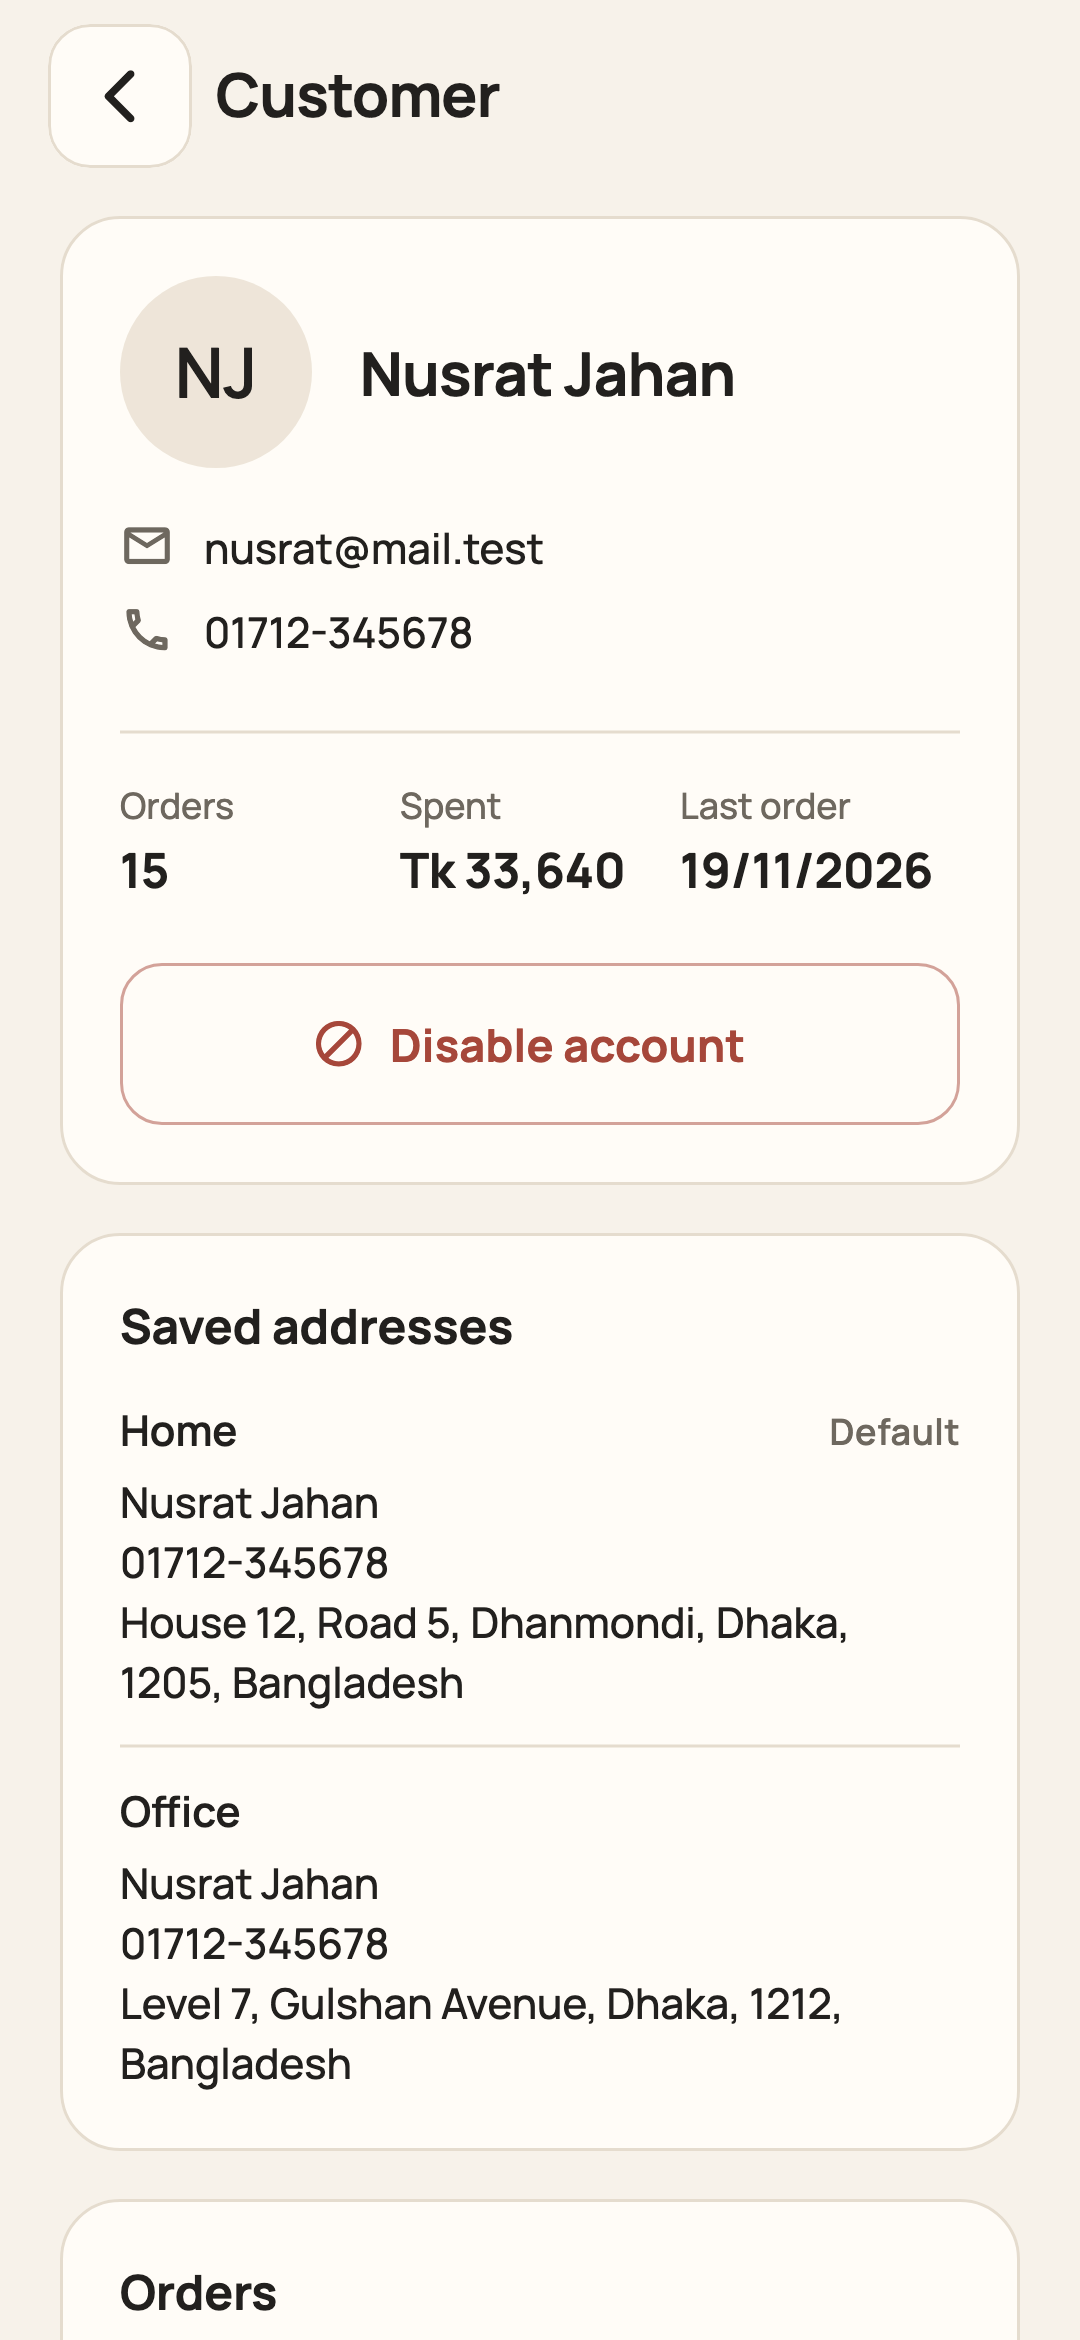 Customer
NJ
Nusrat Jahan
nusrat@mail.test
01712-345678
Orders
15
Spent
Tk 33,640
Last order
19/11/2026
Disable account
Saved addresses
Home
Default
Nusrat Jahan
01712-345678
House 12, Road 5, Dhanmondi, Dhaka,
1205, Bangladesh
Office
Nusrat Jahan
01712-345678
Level 7, Gulshan Avenue, Dhaka, 1212,
Bangladesh
Orders